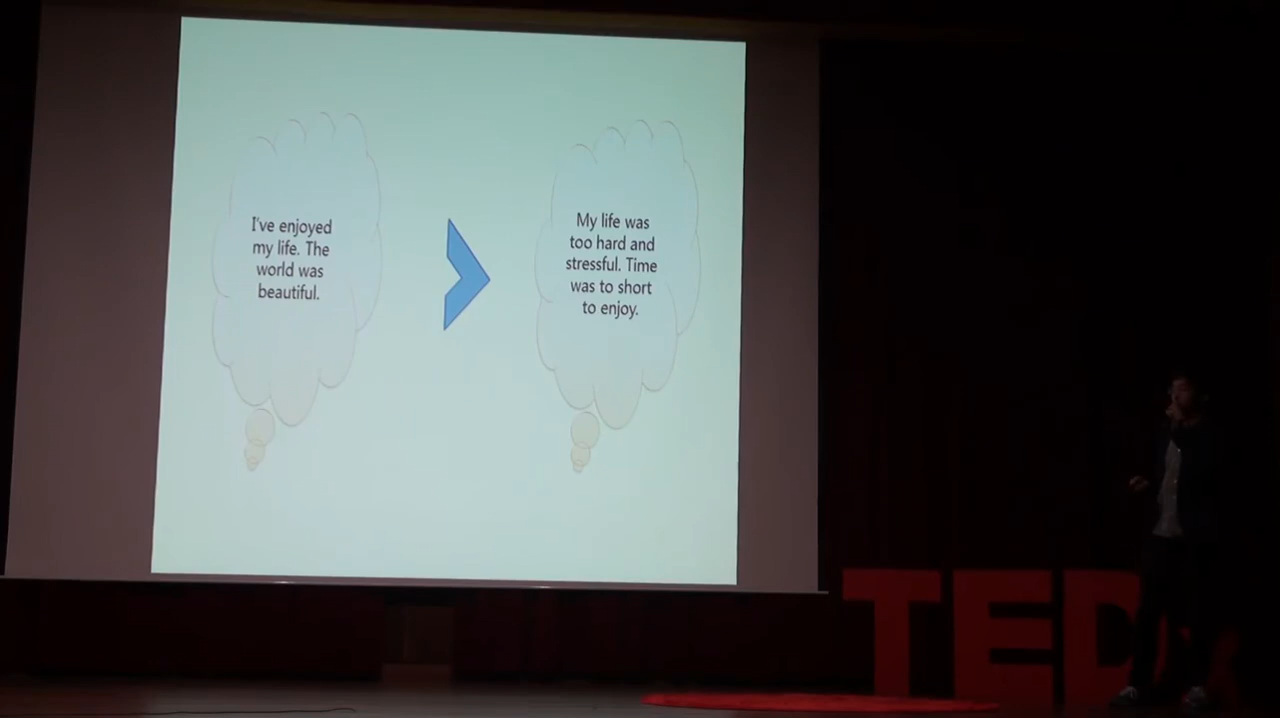 I've enjoyed
my life. The
world was
beautiful.
My life was
too hard and
stressful. Time
was to short
to enjoy.
TEDx